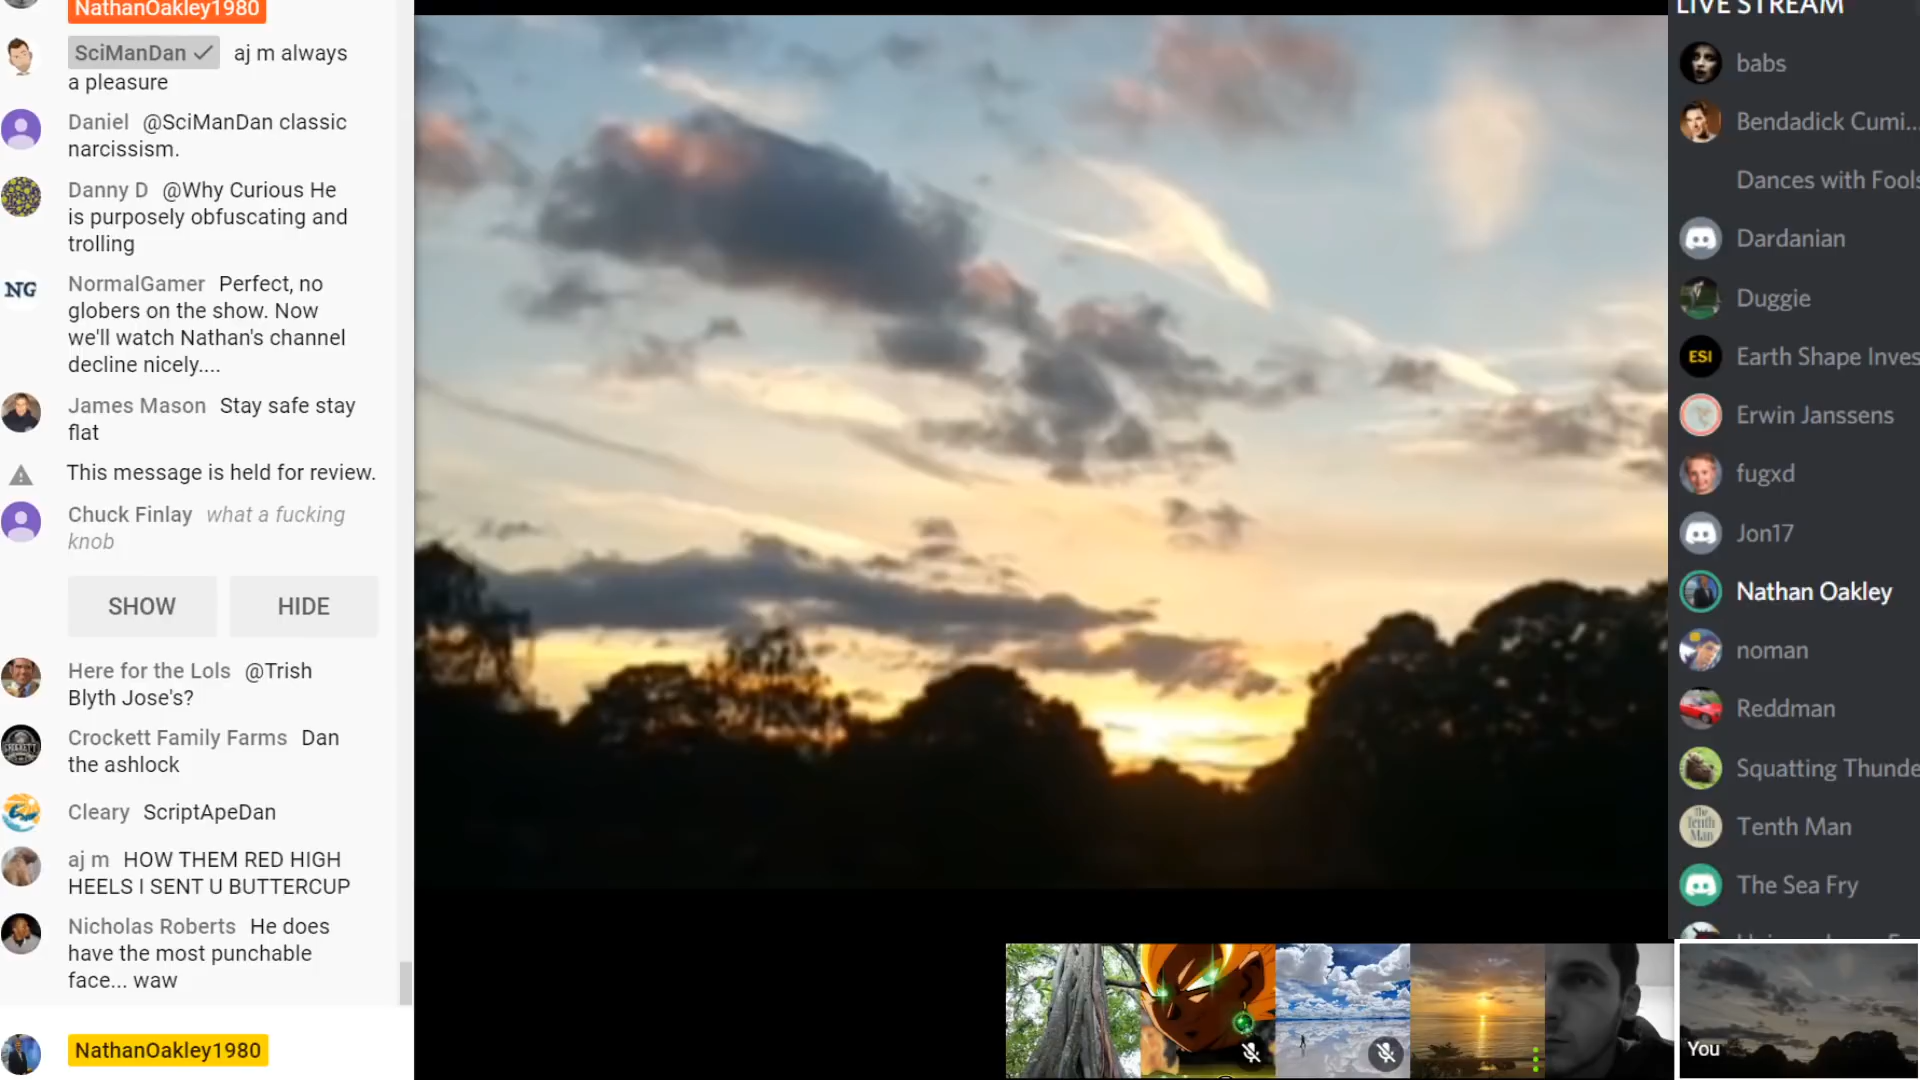 NathanOakley1980
SciManDan ✓ aj m always
a pleasure
Daniel @SciManDan classic
narcissism.
Danny D @Why Curious He
is purposely obfuscating and
trolling
NG
NormalGamer Perfect, no
globers on the show. Now
we'll watch Nathan's channel
decline nicely....
James Mason Stay safe stay
flat
This message is held for review.
Chuck Finlay what a fucking
knob
SHOW HIDE
Here for the Lols @Trish
Blyth Jose's?
Crockett Family Farms Dan
the ashlock
Cleary ScriptApeDan
aj m HOW THEM RED HIGH
HEELS I SENT U BUTTERCUP
Nicholas Roberts He does
have the most punchable
face... waw
NathanOakley1980
LIVE STREAM
babs
Bendadick Cumi...
Dances with Fools
Dardanian
Duggie
ESI
Earth Shape Inves
Erwin Janssens
fugxd
Jon17
Nathan Oakley
noman
Reddman
Squatting Thunde
The
Tenth
Man
Tenth Man
The Sea Fry
You